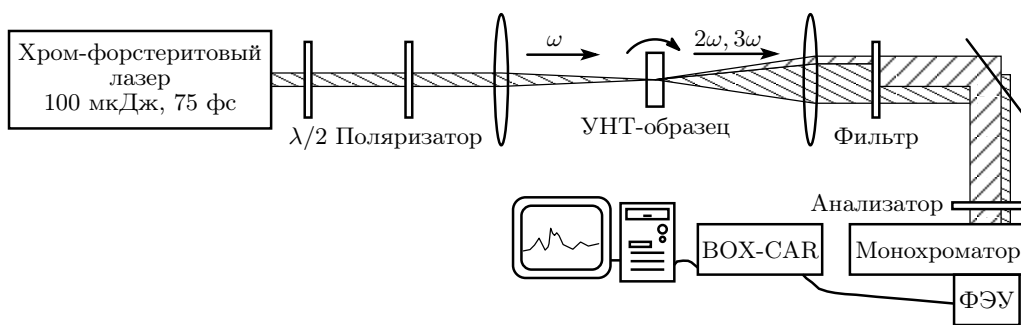 Хром-форстеритовый
лазер
100 мкДж, 75 фс
λ/2 Поляризатор
ω
УНТ-образец
2ω, 3ω
Фильтр
Анализатор
Монохроматор
BOX-CAR
ФЭУ